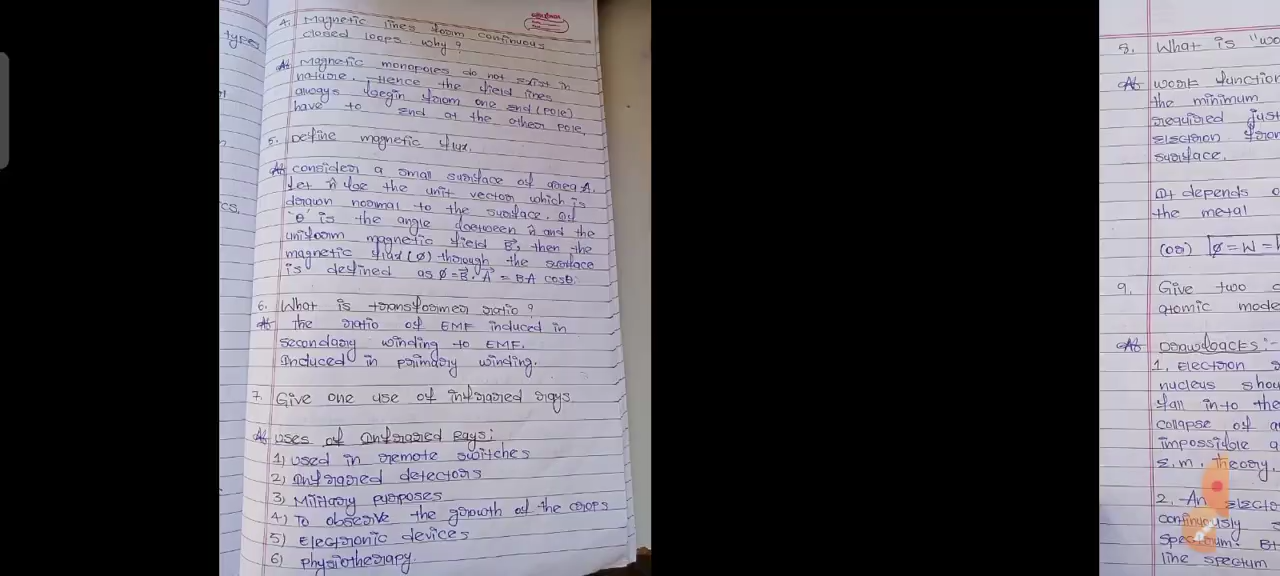 types
cs,
4. Magnetic lines form continuous
closed loops why?
A: Magnetic monopoles do not exist in
nature. Hence the field lines
always begin from one end (pole)
have to end at the other pole,
5. Define magnetic flux.
A: consider a small surface of area A.
Let n̂ be the unit vector which is
drawn normal to the surface. If
'θ' is the angle between n̂ and the
uniform magnetic field B⃗, then the
magnetic flux (Ø) through the surface
is defined as Ø = B⃗. A⃗ = BA cosθ.
6. What is transformer ratio?
A: the ratio of EMF induced in
secondary winding to EMF.
Induced in primary winding.
7. Give one use of infrared rays
A: Uses of Infrared Rays:
1) used in remote switches
2) Infrared detectors
3) Military purposes
4) To observe the growth of the crops
5) Electronic devices
6) physiotherapy.
8. What is "wo
A: work function
the minimum
required just
electron from
surface.
It depends o
the metal
(or) Ø = W =
9. Give two
atomic mode
A: Drawbacks:-
1. Electron
nucleus shou
fall in to the
collapse of a
impossible a
E.m. Theory.
2. An electr
continuously
spectrum. Bt
line spectum